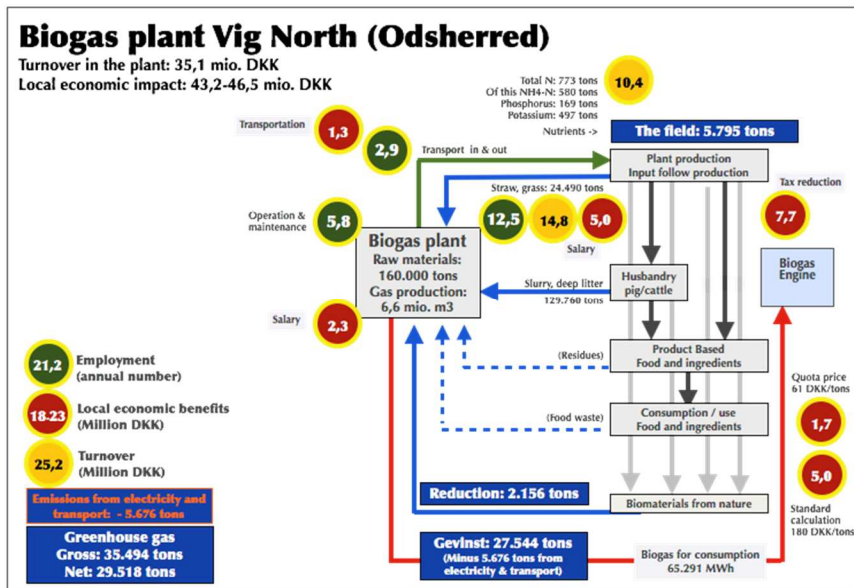 Biogas plant Vig North (Odsherred)
Turnover in the plant: 35,1 mio. DKK
Local economic impact: 43,2-46,5 mio. DKK
Total N: 773 tons
Of this NH4-N: 580 tons
Phosphorus: 169 tons
Potassium: 497 tons
Nutrients ->
10,4
The field: 5.795 tons
Transportation
1,3
2,9
Transport in & out
Plant production
Input follow production
Tax reduction
7,7
Straw, grass: 24.490 tons
Operation &
maintenance
5,8
12,5
14,8
5,0
Salary
Biogas plant
Raw materials:
160.000 tons
Gas production:
6,6 mio. m3
Biogas
Engine
Slurry, deep litter
129.760 tons
Husbandry
pig/cattle
Salary
2,3
(Residues)
Product Based
Food and ingredients
21,2
Employment
(annual number)
Quota price
61 DKK/tons
1,7
18-23
Local economic benefits
(Million DKK)
(Food waste)
Consumption / use
Food and ingredients
25,2
Turnover
(Million DKK)
5,0
Standard
calculation
180 DKK/tons
Emissions from electricity and
transport: - 5.676 tons
Reduction: 2.156 tons
Biomaterials from nature
Greenhouse gas
Gross: 35.494 tons
Net: 29.518 tons
Gevinst: 27.544 tons
(Minus 5.676 tons from
electricity & transport)
Biogas for consumption
65.291 MWh